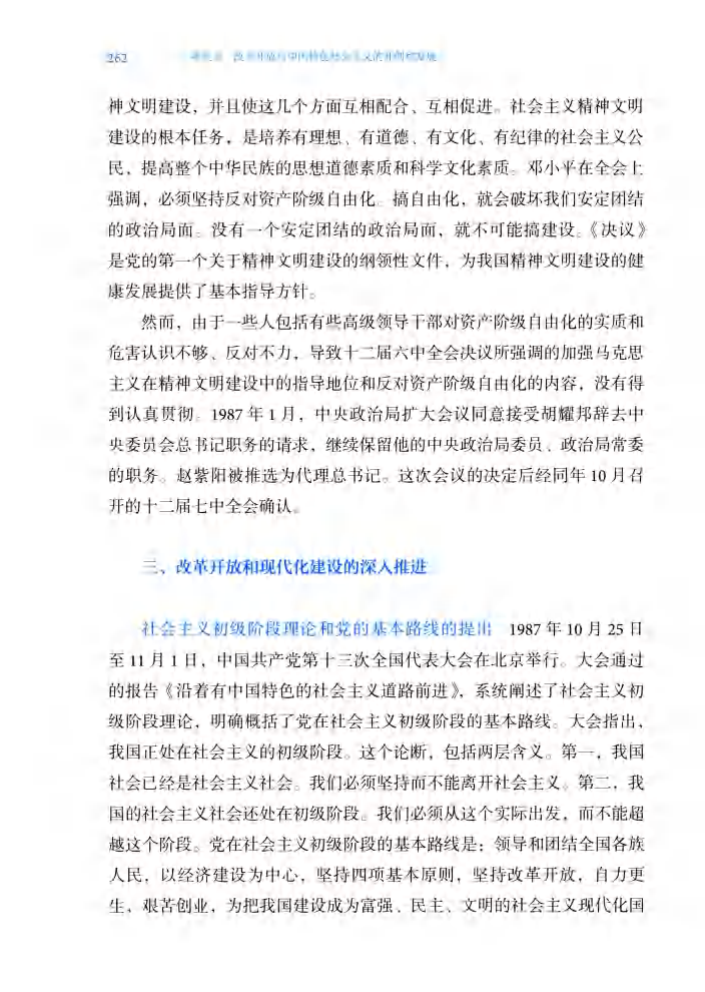 262
改革开放与中国特色社会主义的开创和发展
神文明建设，并且使这几个方面互相配合、互相促进。社会主义精神文明
建设的根本任务，是培养有理想、有道德、有文化、有纪律的社会主义公
民，提高整个中华民族的思想道德素质和科学文化素质。邓小平在全会上
强调，必须坚持反对资产阶级自由化。搞自由化，就会破坏我们安定团结
的政治局面。没有一个安定团结的政治局面，就不可能搞建设。《决议》
是党的第一个关于精神文明建设的纲领性文件，为我国精神文明建设的健
康发展提供了基本指导方针。
然而，由于一些人包括有些高级领导干部对资产阶级自由化的实质和
危害认识不够、反对不力，导致十二届六中全会决议所强调的加强马克思
主义在精神文明建设中的指导地位和反对资产阶级自由化的内容，没有得
到认真贯彻。1987 年 1 月，中央政治局扩大会议同意接受胡耀邦辞去中
央委员会总书记职务的请求，继续保留他的中央政治局委员、政治局常委
的职务。赵紫阳被推选为代理总书记。这次会议的决定后经同年 10 月召
开的十二届七中全会确认。
三、改革开放和现代化建设的深入推进
社会主义初级阶段理论和党的基本路线的提出 1987 年 10 月 25 日
至 11 月 1 日，中国共产党第十三次全国代表大会在北京举行。大会通过
的报告《沿着有中国特色的社会主义道路前进》，系统阐述了社会主义初
级阶段理论，明确概括了党在社会主义初级阶段的基本路线。大会指出，
我国正处在社会主义的初级阶段。这个论断，包括两层含义。第一，我国
社会已经是社会主义社会。我们必须坚持而不能离开社会主义。第二，我
国的社会主义社会还处在初级阶段。我们必须从这个实际出发，而不能超
越这个阶段。党在社会主义初级阶段的基本路线是：领导和团结全国各族
人民，以经济建设为中心，坚持四项基本原则，坚持改革开放，自力更
生，艰苦创业，为把我国建设成为富强、民主、文明的社会主义现代化国